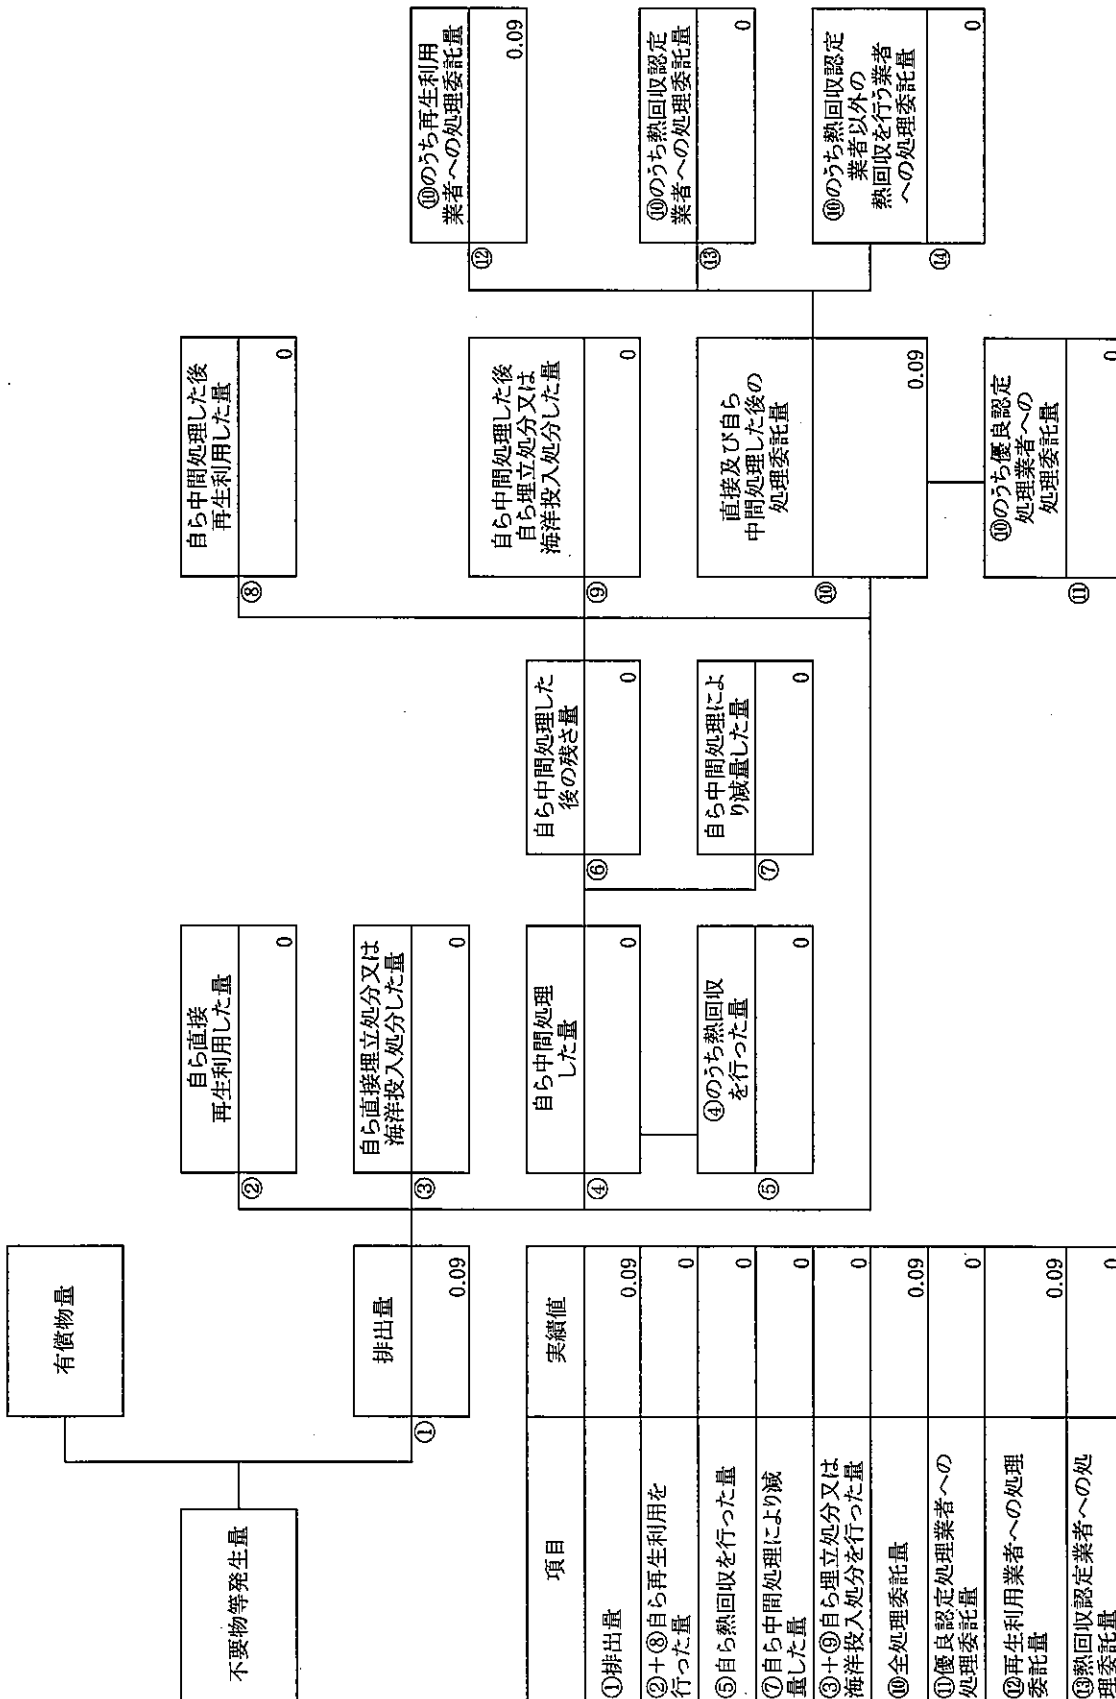 不要物等発生量
有償物量
排出量
①
0.09
自ら直接
再生利用した量
②
0
自ら直接埋立処分又は
海洋投入処分した量
③
0
自ら中間処理
した量
④
0
④のうち熱回収
を行った量
⑤
0
自ら中間処理した
後の残さ量
⑥
0
自ら中間処理によ
り減量した量
⑦
0
自ら中間処理した後
再生利用した量
⑧
0
自ら中間処理した後
自ら埋立処分又は
海洋投入処分した量
⑨
0
直接及び自ら
中間処理した後の
処理委託量
⑩
0.09
⑩のうち優良認定
処理業者への
処理委託量
⑪
0
⑩のうち再生利用
業者への処理委託量
⑫
0.09
⑩のうち熱回収認定
業者への処理委託量
⑬
0
⑩のうち熱回収認定
業者以外の
熱回収を行う業者
への処理委託量
⑭
0
項目
実績値
①排出量
0.09
②+⑧自ら再生利用を
行った量
0
⑤自ら熱回収を行った量
0
⑦自ら中間処理により減
量した量
0
③+⑨自ら埋立処分又は
海洋投入処分を行った量
0
⑩全処理委託量
0.09
⑪優良認定処理業者への
処理委託量
0
⑫再生利用業者への処理
委託量
0.09
⑬熱回収認定業者への処
理委託量
0